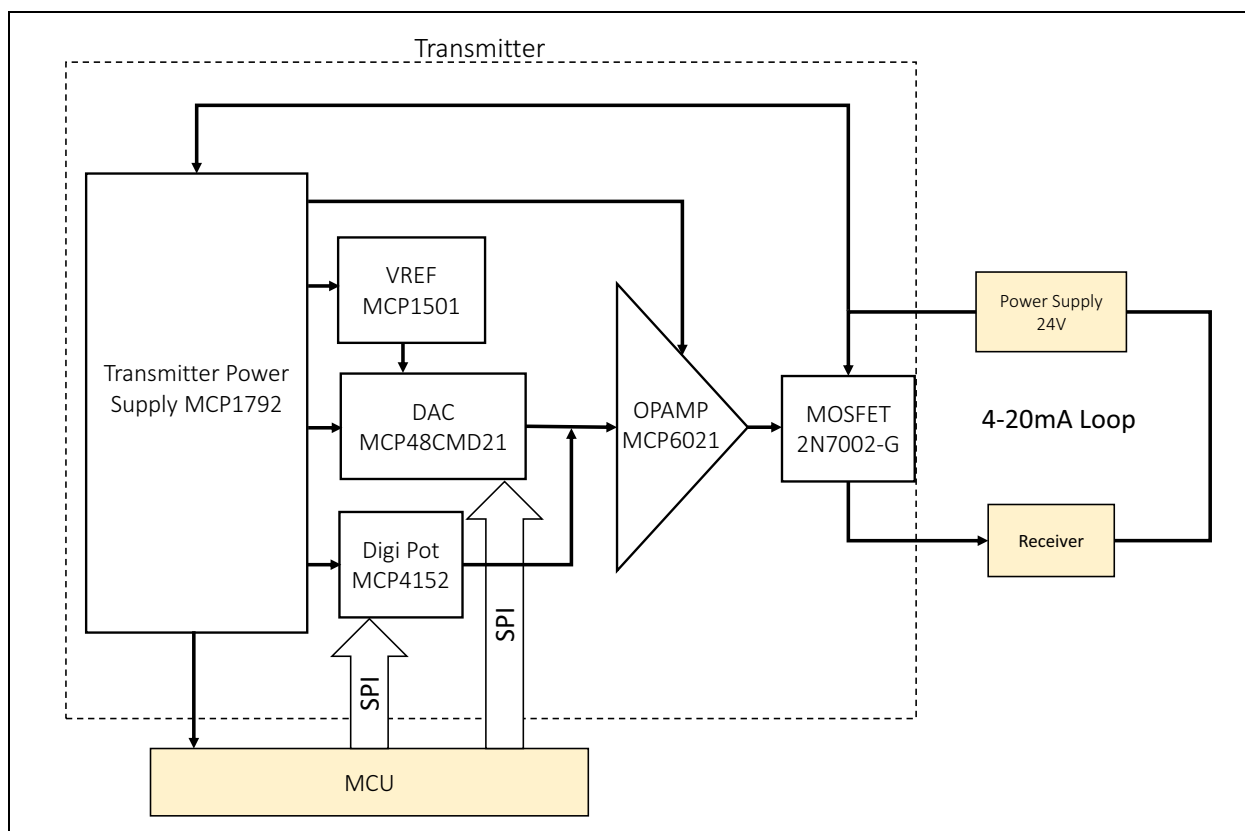 Transmitter
VREF
MCP1501
Power Supply
24V
Transmitter Power
Supply MCP1792
DAC
MCP48CMD21
OPAMP
MCP6021
MOSFET
2N7002-G
4-20mA Loop
Digi Pot
MCP4152
Receiver
SPI
SPI
MCU